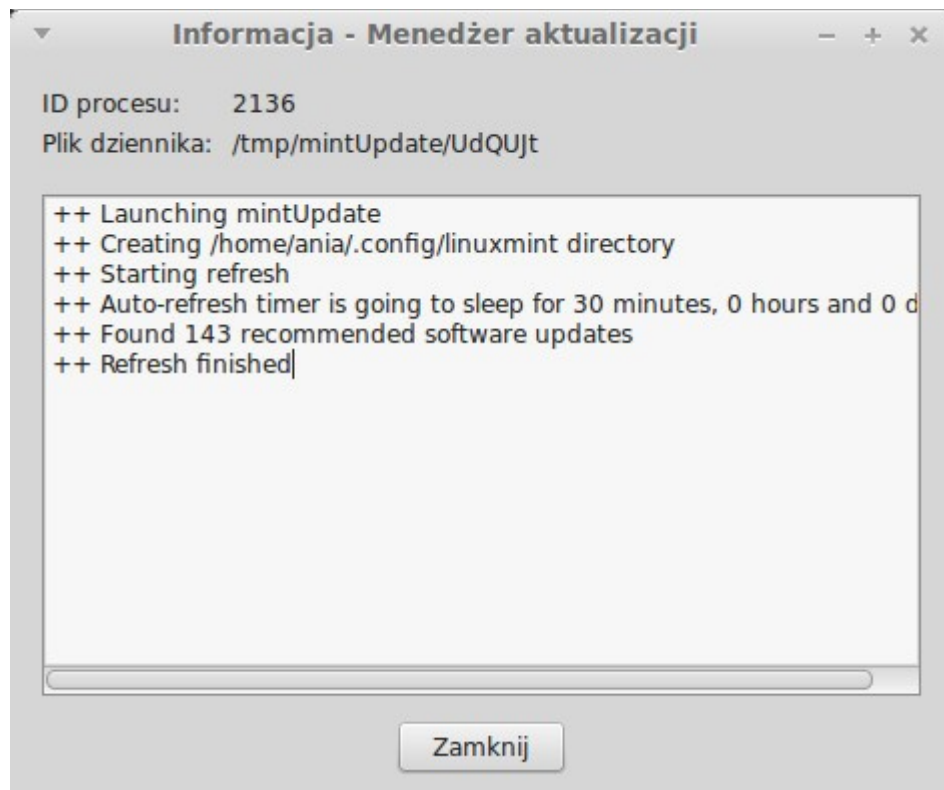 Informacja - Menedżer aktualizacji
ID procesu: 2136
Plik dziennika: /tmp/mintUpdate/UdQUJt
++ Launching mintUpdate
++ Creating /home/ania/.config/linuxmint directory
++ Starting refresh
++ Auto-refresh timer is going to sleep for 30 minutes, 0 hours and 0 d
++ Found 143 recommended software updates
++ Refresh finished
Zamknij